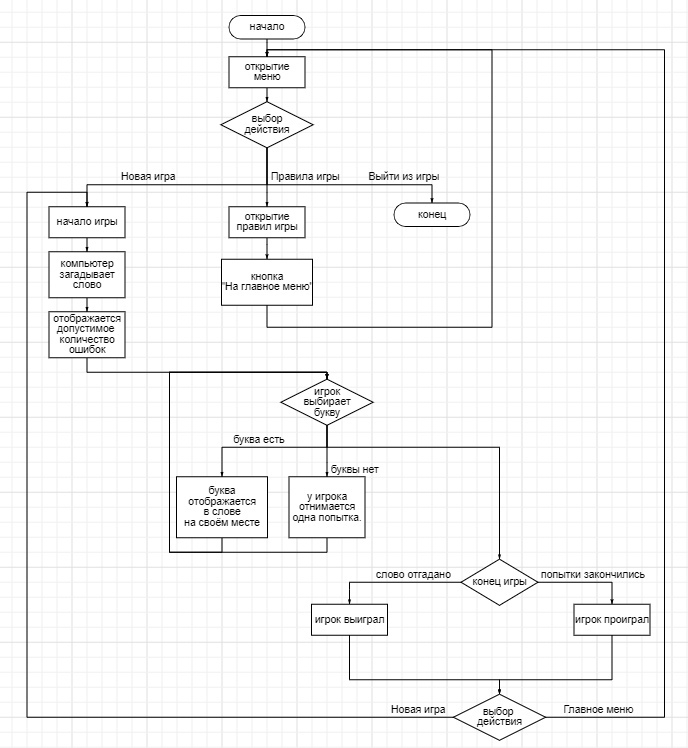 начало
открытие
меню
выбор
действия
Новая игра
Правила игры
Выйти из игры
начало игры
открытие
правил игры
конец
компьютер
загадывает
слово
кнопка
"На главное меню"
отображается
допустимое
количество
ошибок
игрок
выбирает
букву
буква есть
буквы нет
буква
отображается
в слове
на своём месте
у игрока
отнимается
одна попытка.
слово отгадано
конец игры
попытки закончились
игрок выиграл
игрок проиграл
Новая игра
выбор
действия
Главное меню